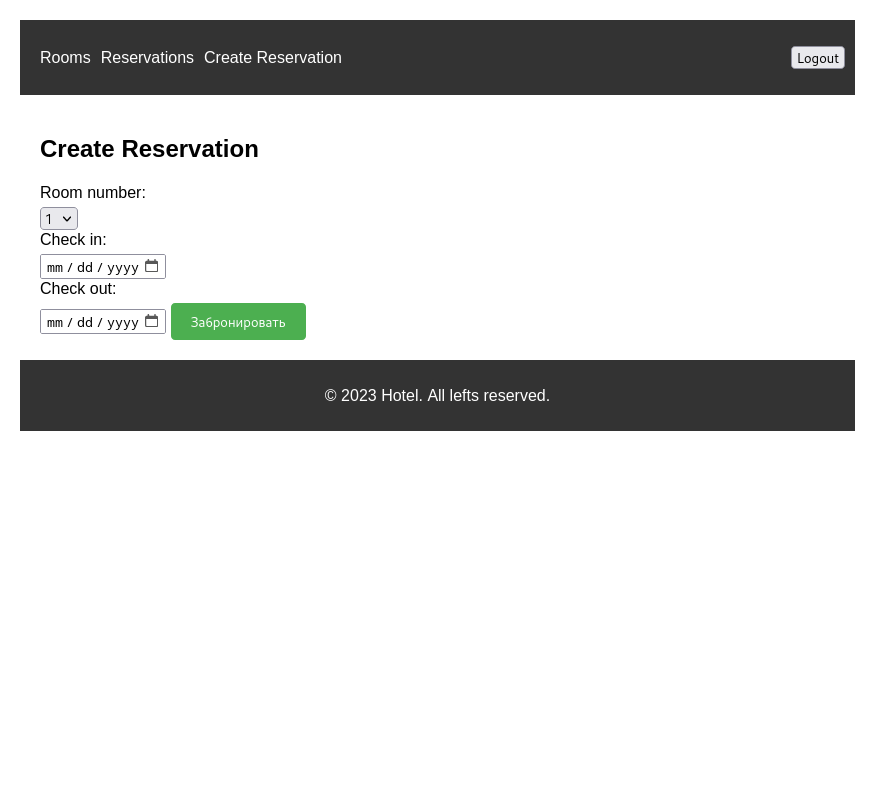 Rooms Reservations Create Reservation Logout
Create Reservation
Room number:
1
Check in:
mm / dd / yyyy
Check out:
mm / dd / yyyy Забронировать
© 2023 Hotel. All lefts reserved.